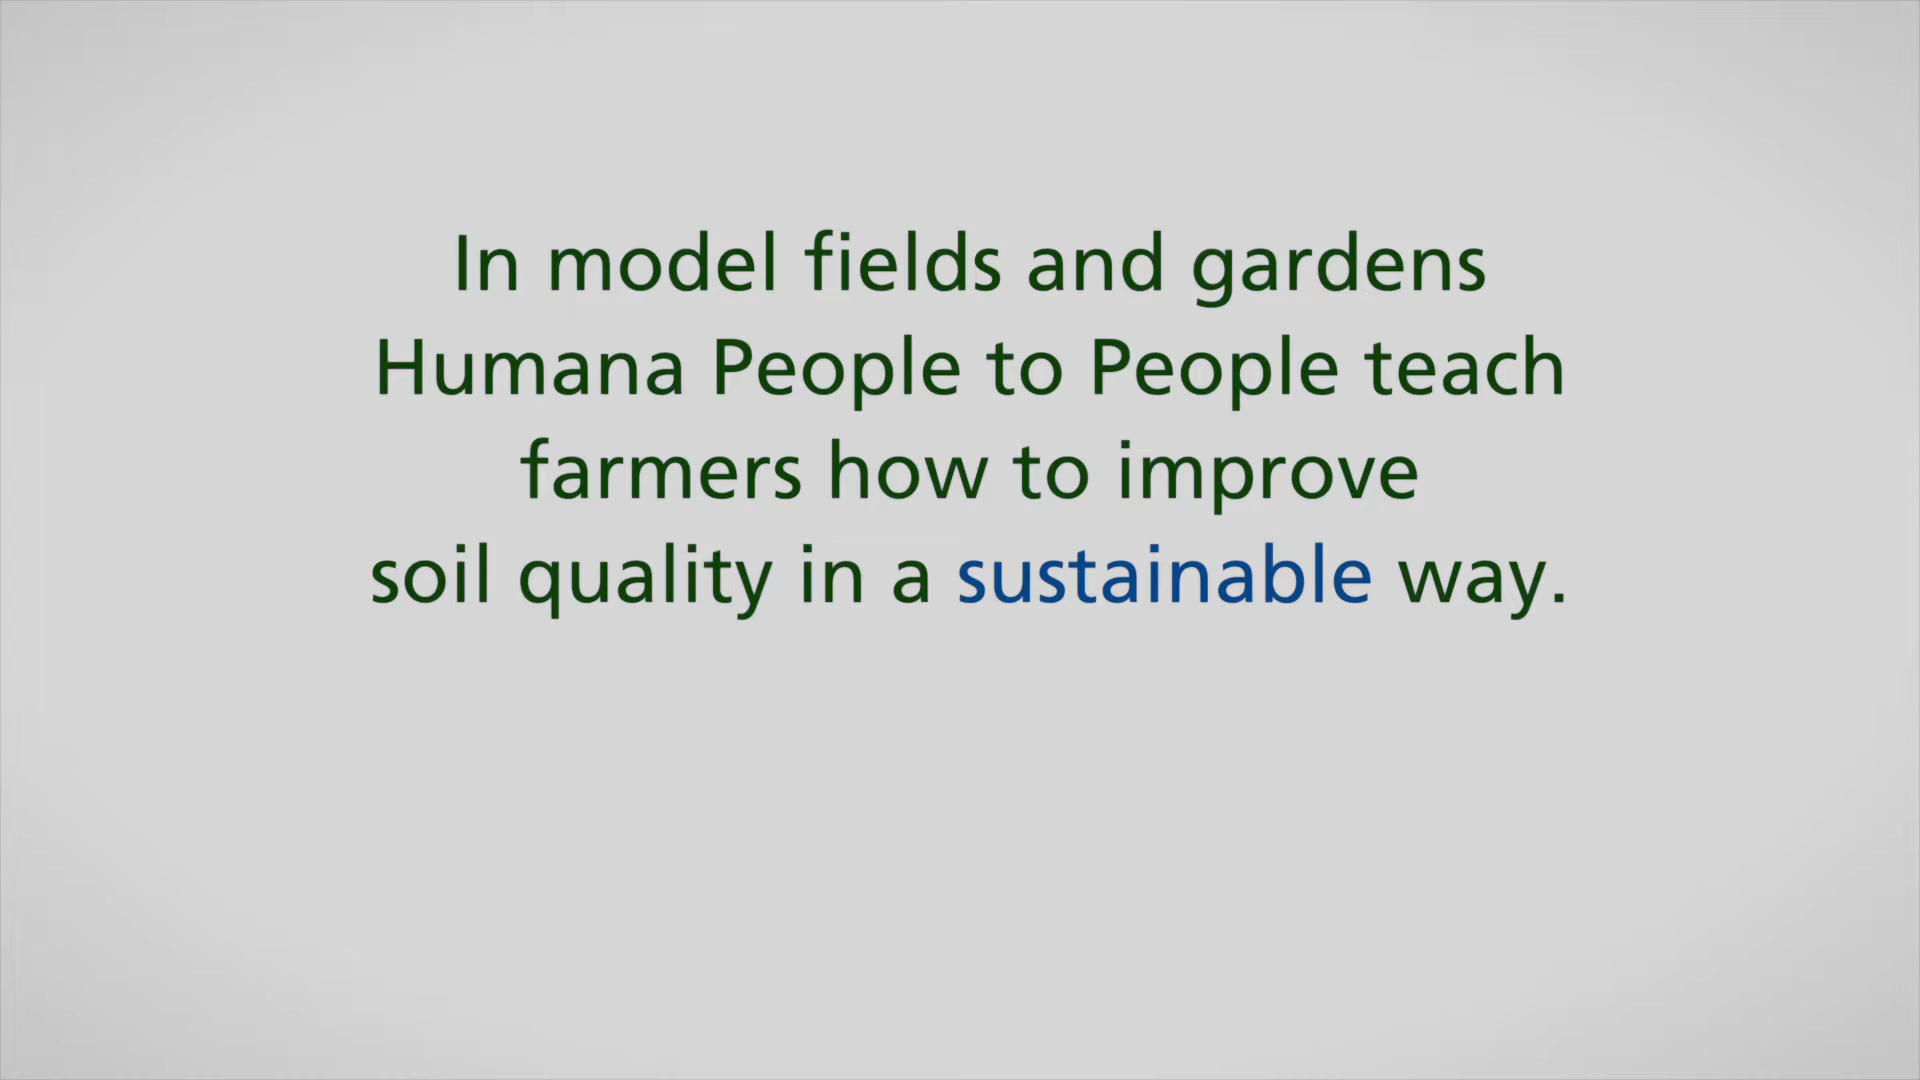 In model fields and gardens
Humana People to People teach
farmers how to improve
soil quality in a sustainable way.